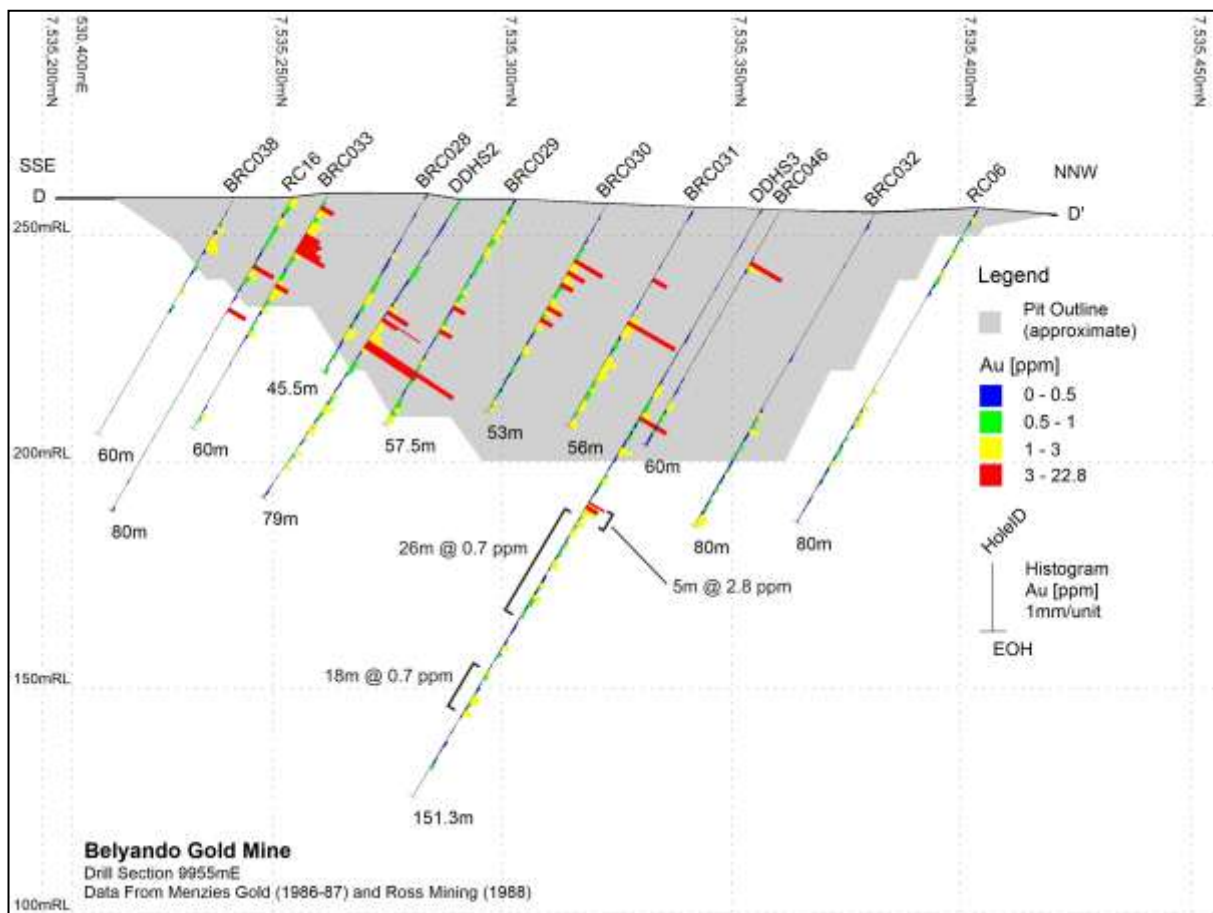 7,535,200mN
530,400mE
7,535,250mN
7,535,300mN
7,535,350mN
7,535,400mN
7,535,450mN
SSE
D
BRC038
RC16
BRC033
BRC028
DDHS2
BRC029
BRC030
BRC031
DDHS3
BRC046
BRC032
RC06
NNW
D'
250mRL
200mRL
150mRL
100mRL
60m
80m
60m
45.5m
79m
57.5m
53m
56m
60m
80m
80m
26m @ 0.7 ppm
5m @ 2.8 ppm
18m @ 0.7 ppm
151.3m
Legend
Pit Outline
(approximate)
Au [ppm]
0 - 0.5
0.5 - 1
1 - 3
3 - 22.8
HoleID
Histogram
Au [ppm]
1mm/unit
EOH
Belyando Gold Mine
Drill Section 9955mE
Data From Menzies Gold (1986-87) and Ross Mining (1988)